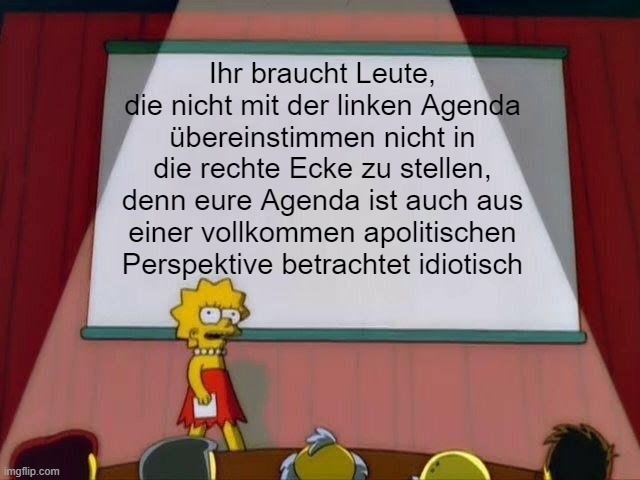 Ihr braucht Leute,
die nicht mit der linken Agenda
übereinstimmen nicht in
die rechte Ecke zu stellen,
denn eure Agenda ist auch aus
einer vollkommen apolitischen
Perspektive betrachtet idiotisch
imgflip.com